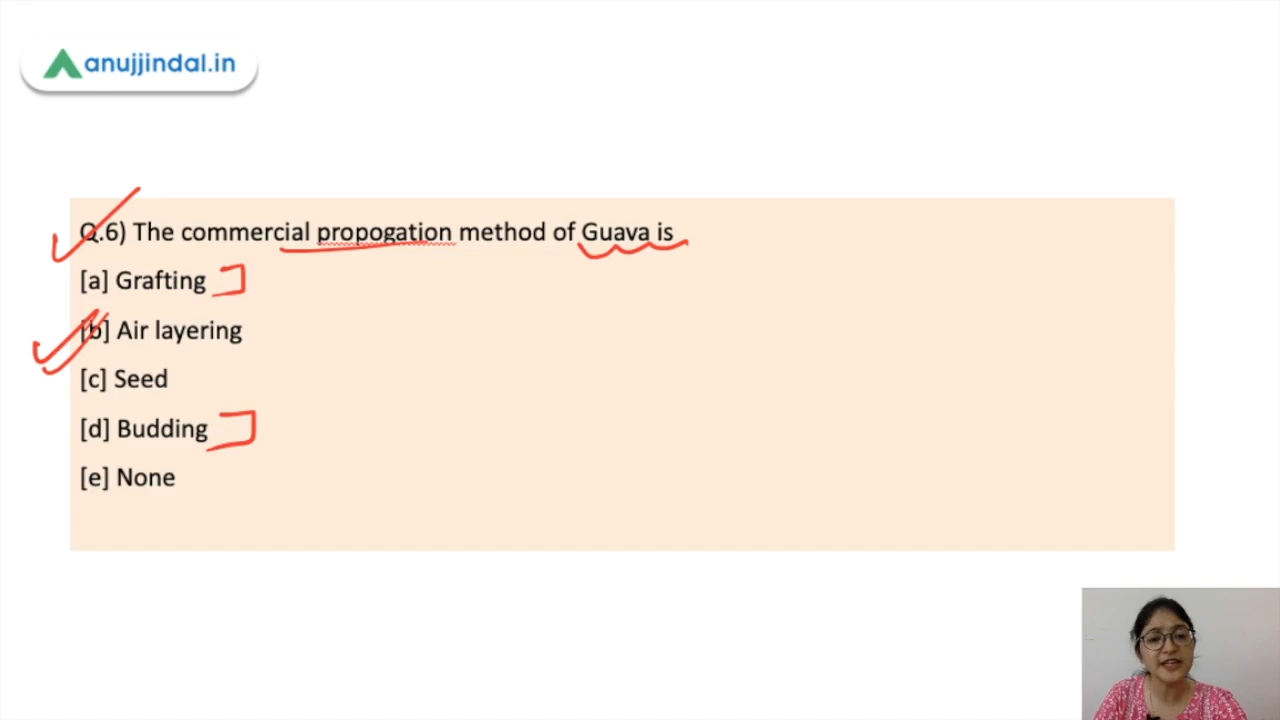 anujjindal.in
Q.6) The commercial propogation method of Guava is
[a] Grafting
[b] Air layering
[c] Seed
[d] Budding
[e] None